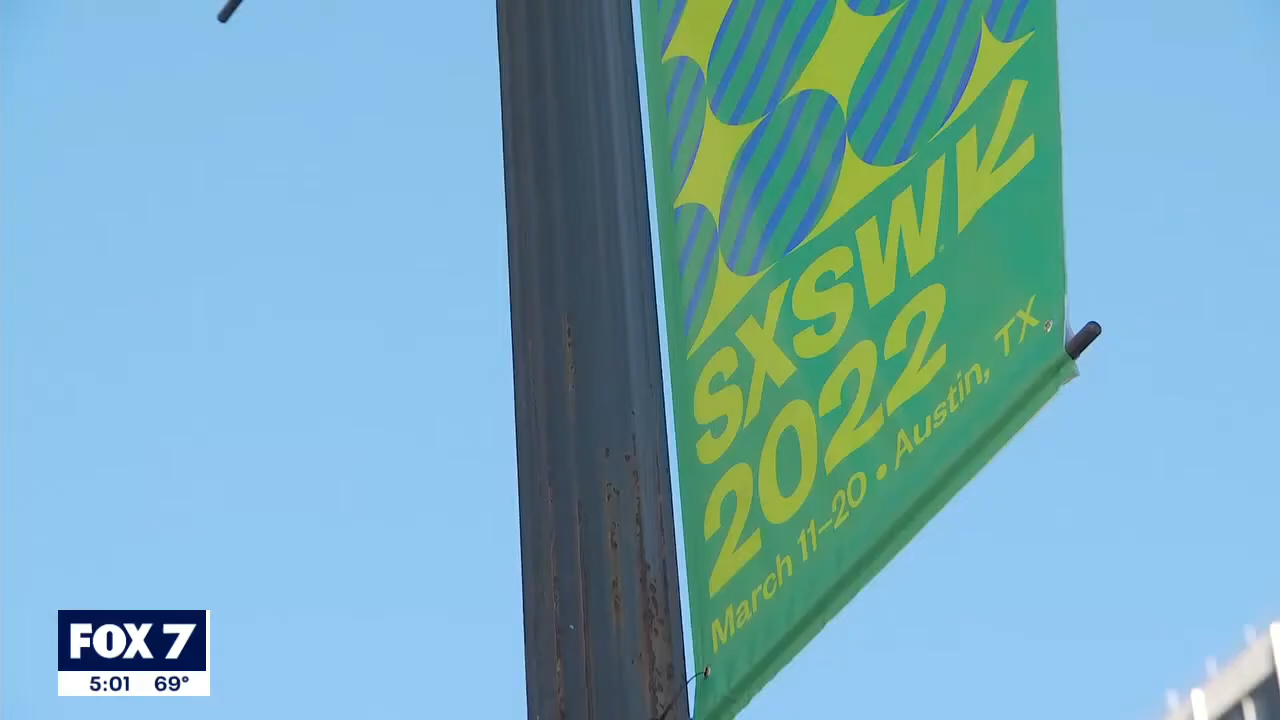 SXSW
2022
March 11–20 • Austin, TX
FOX 7
5:01 69°